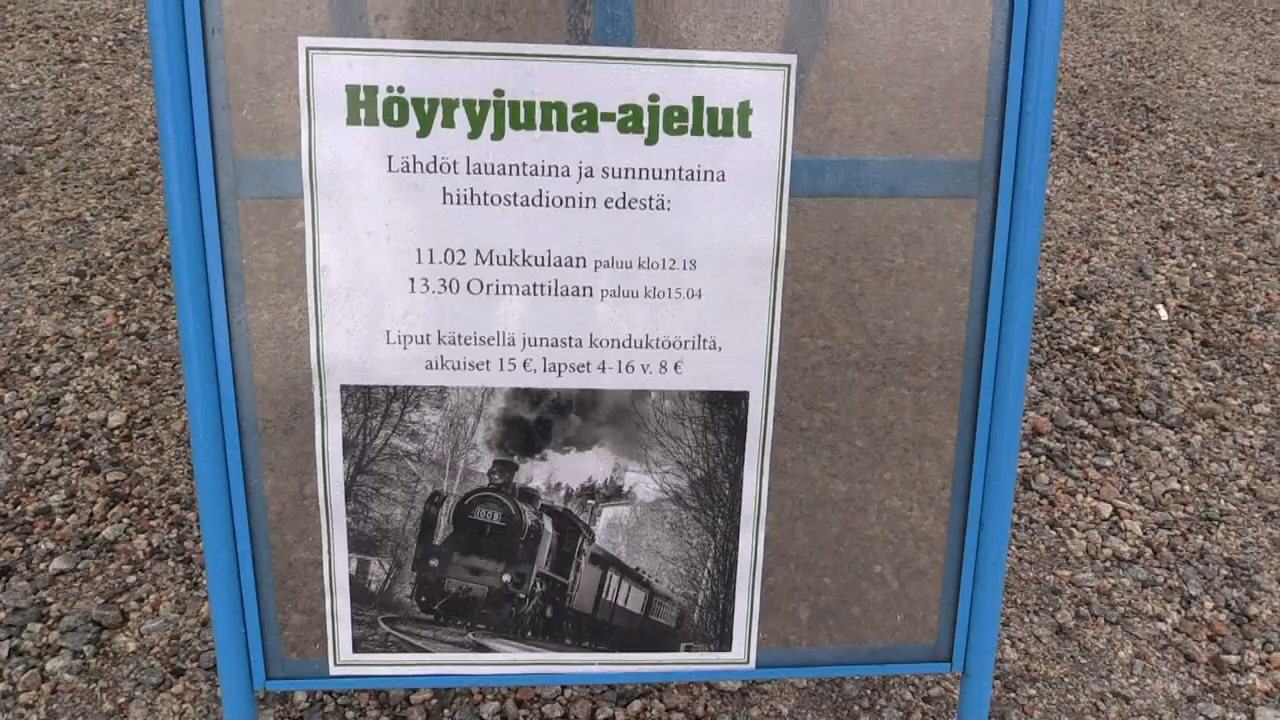 Höyryjuna-ajelut
Lähdöt lauantaina ja sunnuntaina
hiihtostadionin edestä:
11.02 Mukkulaan paluu klo12.18
13.30 Orimattilaan paluu klo15.04
Liput käteisellä junasta konduktööriltä,
aikuiset 15 €, lapset 4-16 v. 8 €
1009